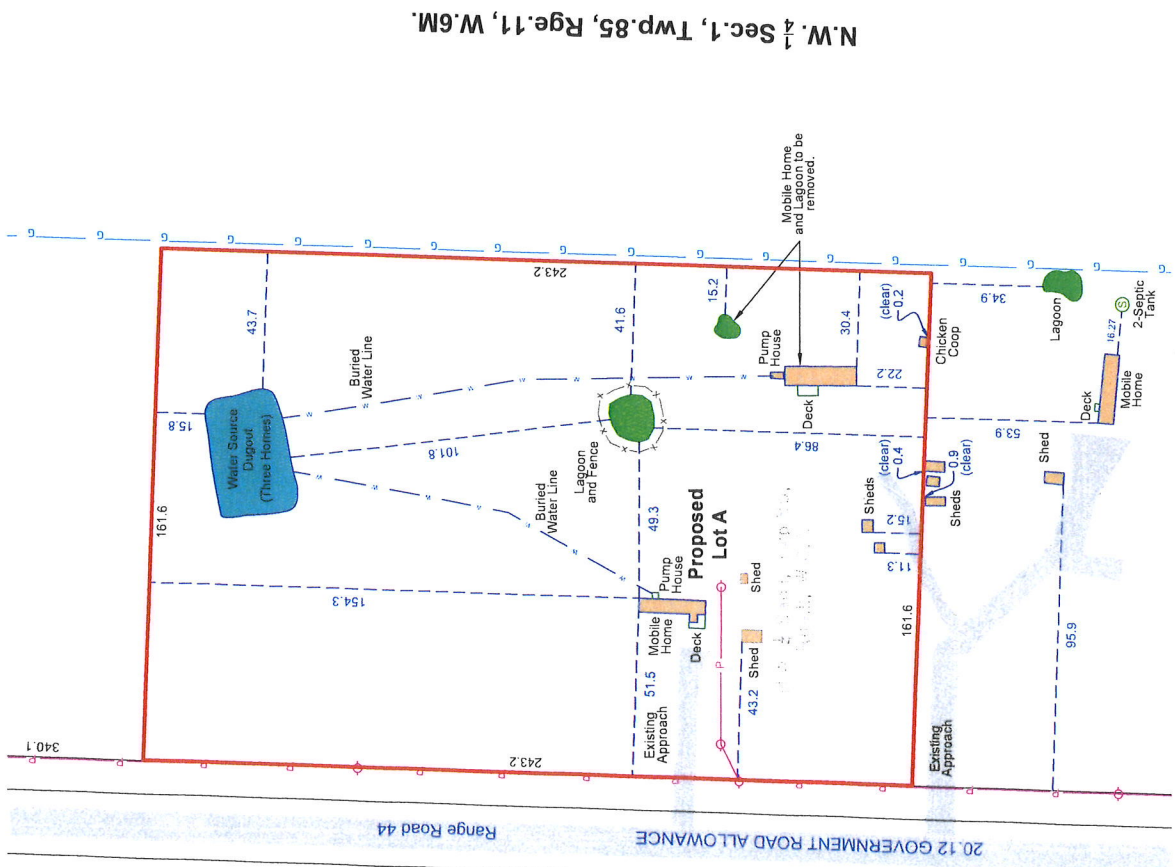 N.W. 1/4 Sec.1, Twp.85, Rge.11, W.6M.
G G G G G G G G G G G G G
Mobile Home
and Lagoon to be
removed.
243.2
43.7
41.6
15.2
30.4
(clear)
0.2
34.9
Lagoon
S
2-Septic
Tank
16.27
Chicken
Coop
Pump
House
22.2
Deck
Deck
Mobile
Home
Buried
Water Line
15.8
Water Source
Dugout
(Three Homes)
101.8
Lagoon
and Fence
86.4
53.9
(clear)
0.4
0.9
(clear)
Shed
Sheds
Sheds
15.2
11.3
161.6
Buried
Water Line
49.3
Proposed
Lot A
154.3
Pump
House
Mobile
Home
Deck
Shed
Shed
P
161.6
95.9
51.5
43.2
Existing
Approach
Existing
Approach
340.1
243.2
Range Road 44
20.12 GOVERNMENT ROAD ALLOWANCE